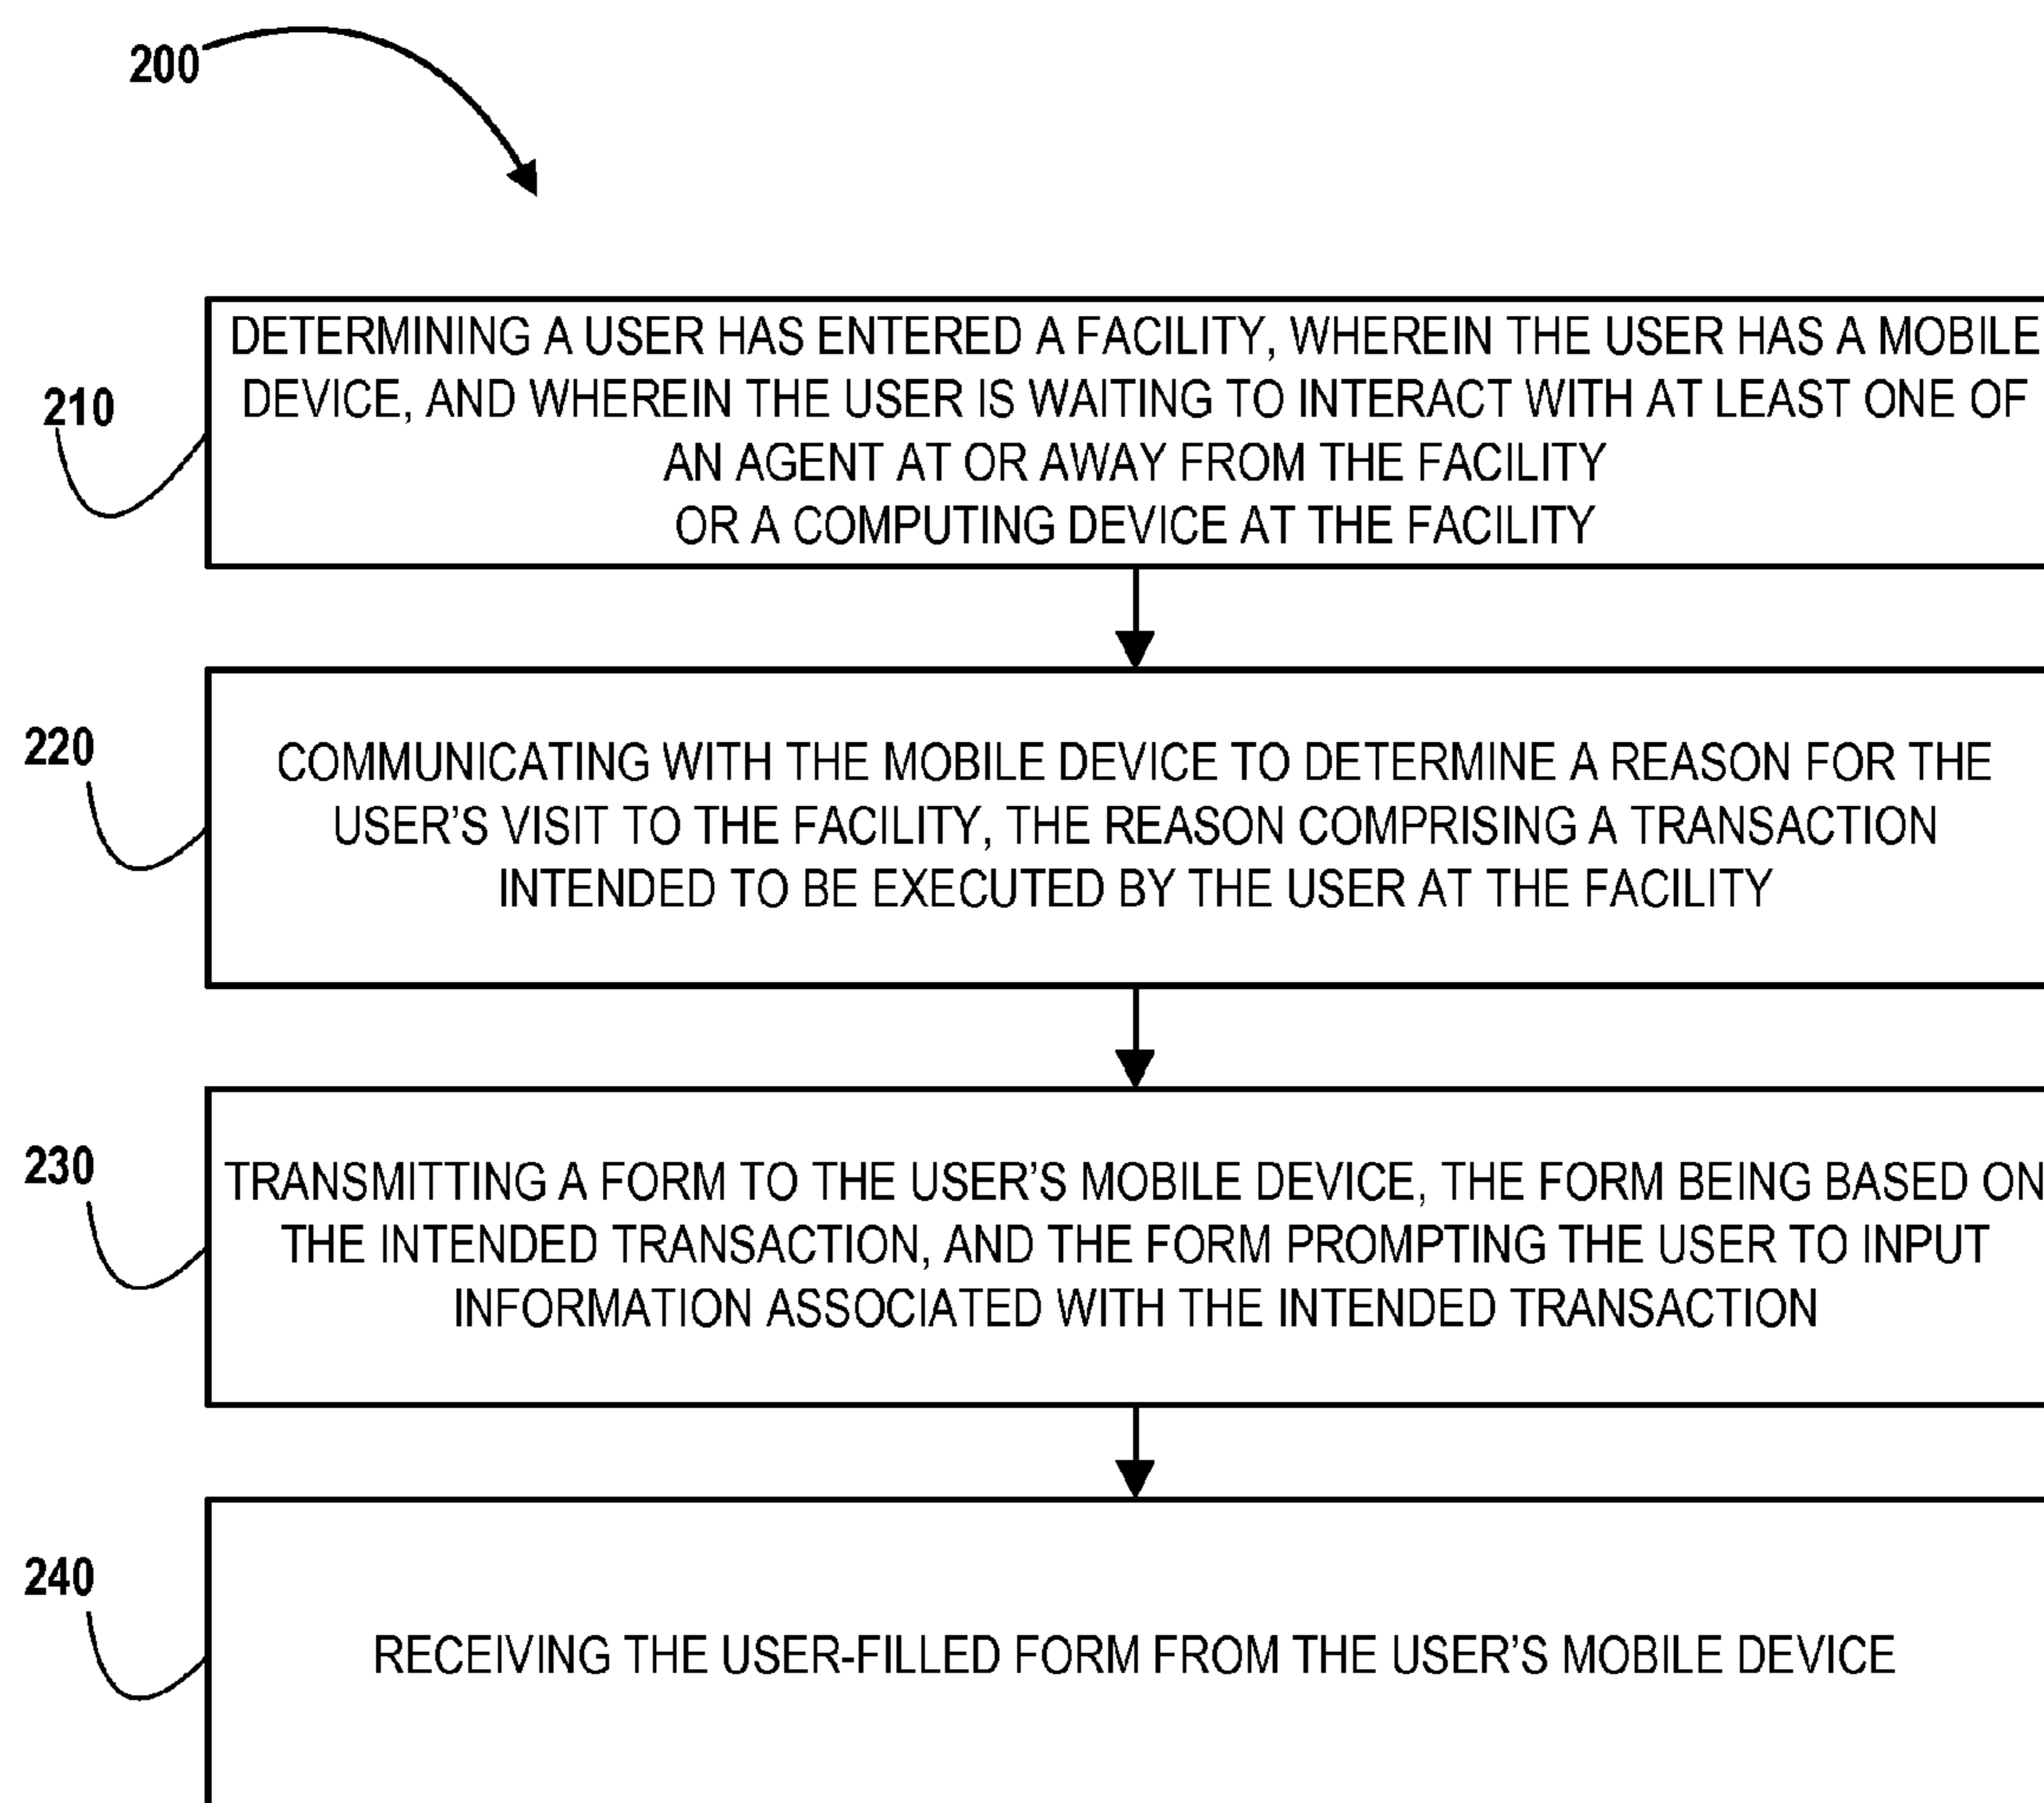 200
210
DETERMINING A USER HAS ENTERED A FACILITY, WHEREIN THE USER HAS A MOBILE
DEVICE, AND WHEREIN THE USER IS WAITING TO INTERACT WITH AT LEAST ONE OF
AN AGENT AT OR AWAY FROM THE FACILITY
OR A COMPUTING DEVICE AT THE FACILITY
220
COMMUNICATING WITH THE MOBILE DEVICE TO DETERMINE A REASON FOR THE
USER'S VISIT TO THE FACILITY, THE REASON COMPRISING A TRANSACTION
INTENDED TO BE EXECUTED BY THE USER AT THE FACILITY
230
TRANSMITTING A FORM TO THE USER'S MOBILE DEVICE, THE FORM BEING BASED ON
THE INTENDED TRANSACTION, AND THE FORM PROMPTING THE USER TO INPUT
INFORMATION ASSOCIATED WITH THE INTENDED TRANSACTION
240
RECEIVING THE USER-FILLED FORM FROM THE USER'S MOBILE DEVICE